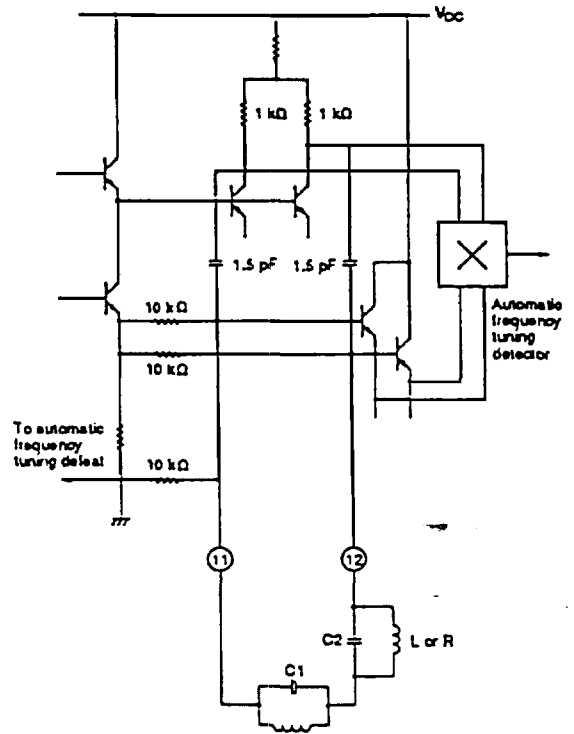 VCC
1 kΩ
1 kΩ
1.5 pF
1.5 pF
Automatic
frequency
tuning
detector
10 kΩ
10 kΩ
To automatic
frequency
tuning defeat
10 kΩ
11
12
C2
L or R
C1